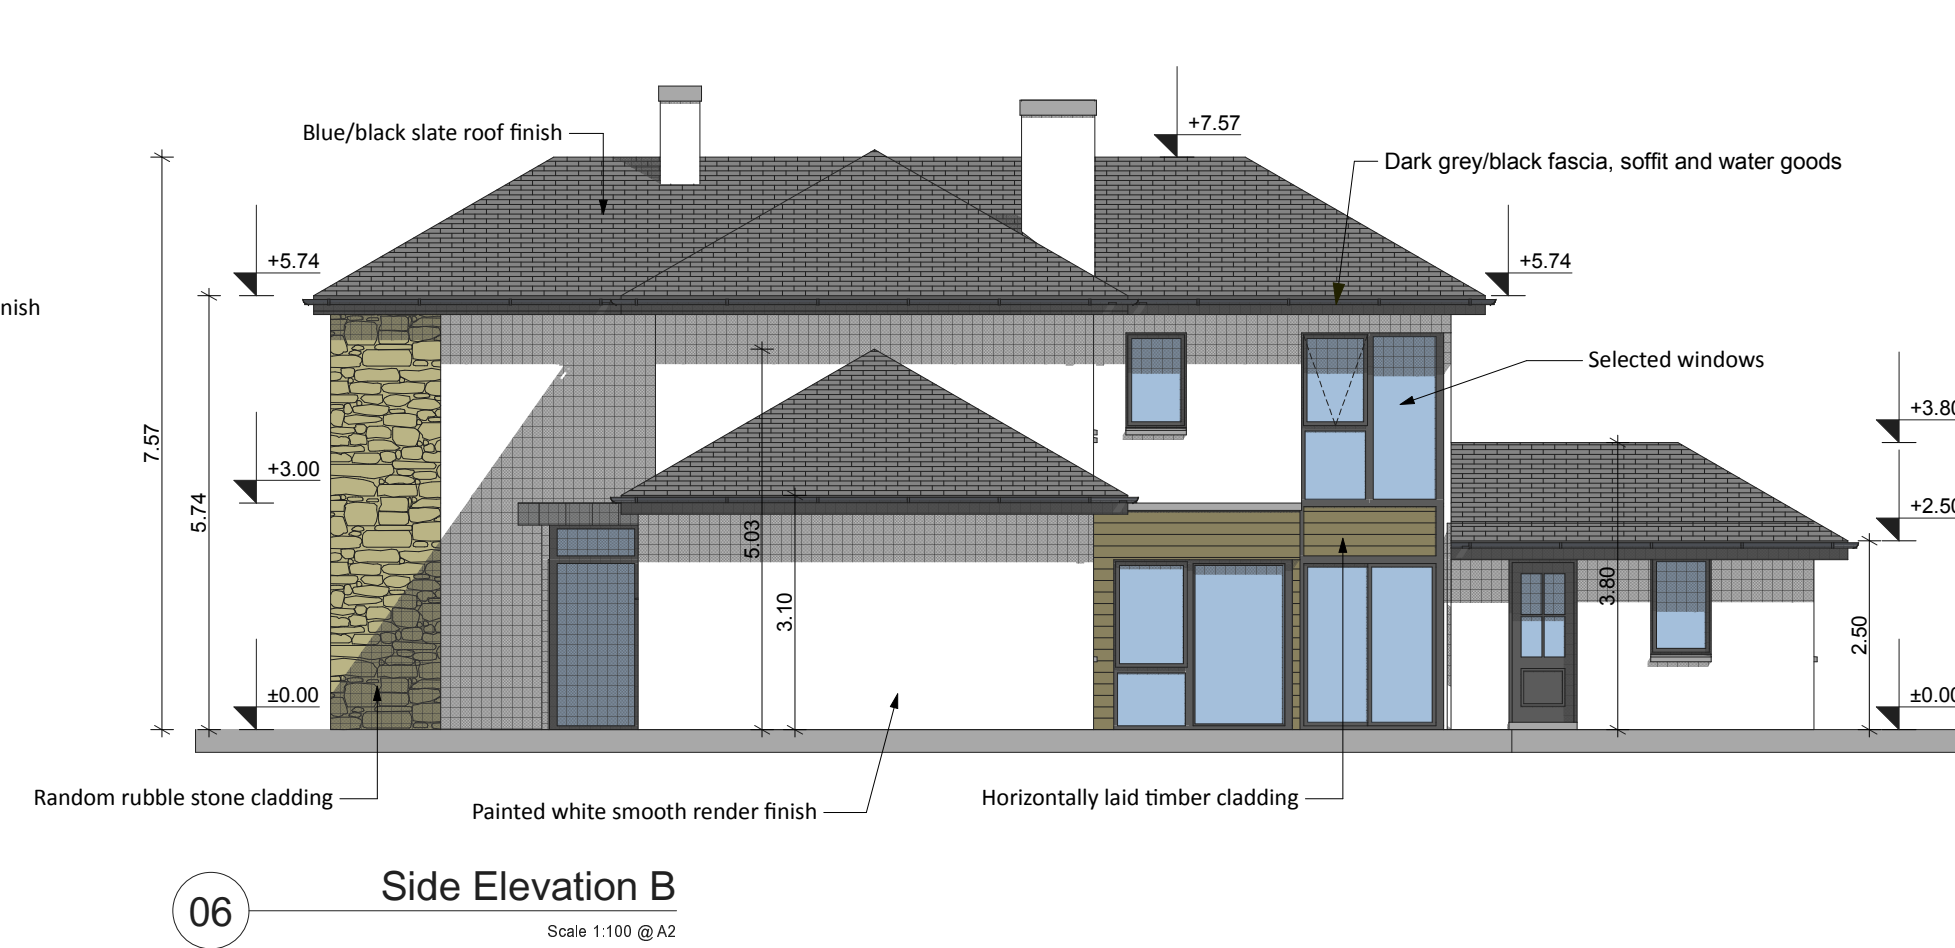 +7.57
Blue/black slate roof finish
Dark grey/black fascia, soffit and water goods
+5.74
+5.74
nish
Selected windows
+3.80
7.57
+3.00
5.74
+2.50
5.03
3.10
3.80
2.50
±0.00
±0.00
Random rubble stone cladding
Painted white smooth render finish
Horizontally laid timber cladding
06
Side Elevation B
Scale 1:100 @ A2